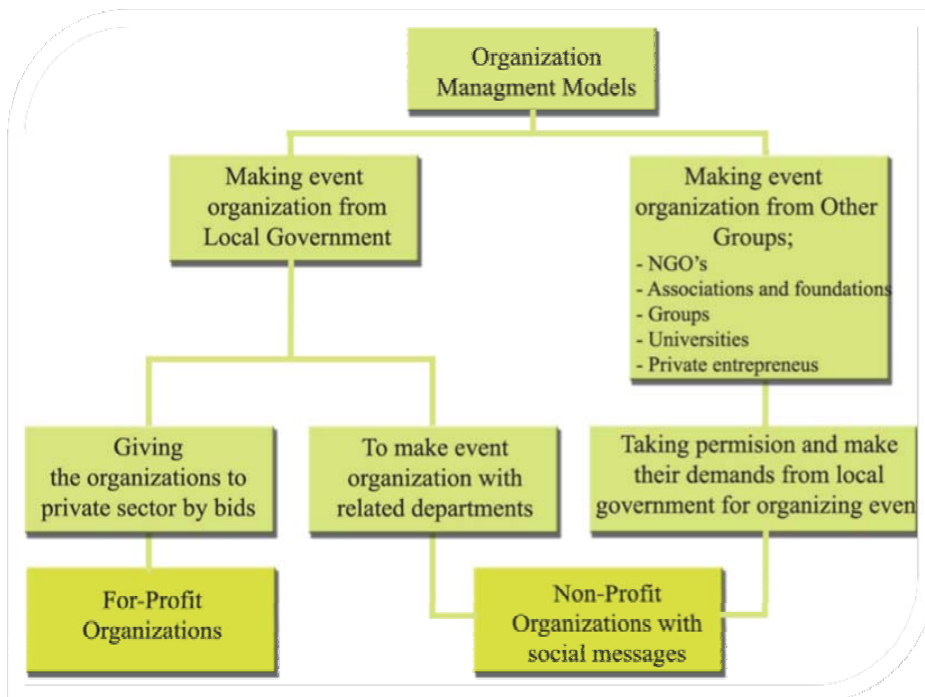 Organization
Managment Models
Making event
organization from
Local Government
Making event
organization from Other
Groups;
- NGO's
- Associations and foundations
- Groups
- Universities
- Private entrepreneus
Giving
the organizations to
private sector by bids
To make event
organization with
related departments
Taking permision and make
their demands from local
government for organizing even
For-Profit
Organizations
Non-Profit
Organizations with
social messages